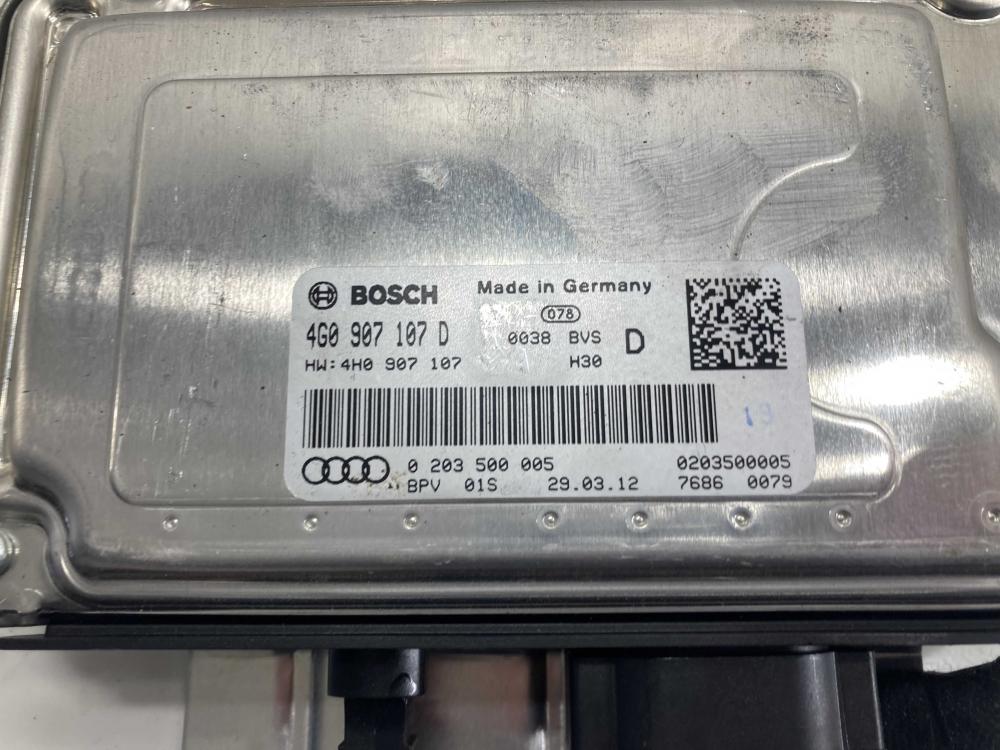 BOSCH Made in Germany
078
4G0 907 107 D 0038 BVS D
HW:4H0 907 107 H30
19
0 203 500 005 0203500005
BPV 01S 29.03.12 7686 0079